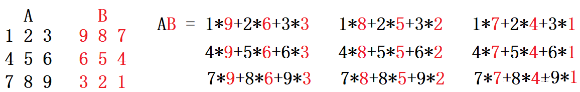 A B AB = 1*9+2*6+3*3 1*8+2*5+3*2 1*7+2*4+3*1
1 2 3 9 8 7
4 5 6 6 5 4 4*9+5*6+6*3 4*8+5*5+6*2 4*7+5*4+6*1
7 8 9 3 2 1 7*9+8*6+9*3 7*8+8*5+9*2 7*7+8*4+9*1